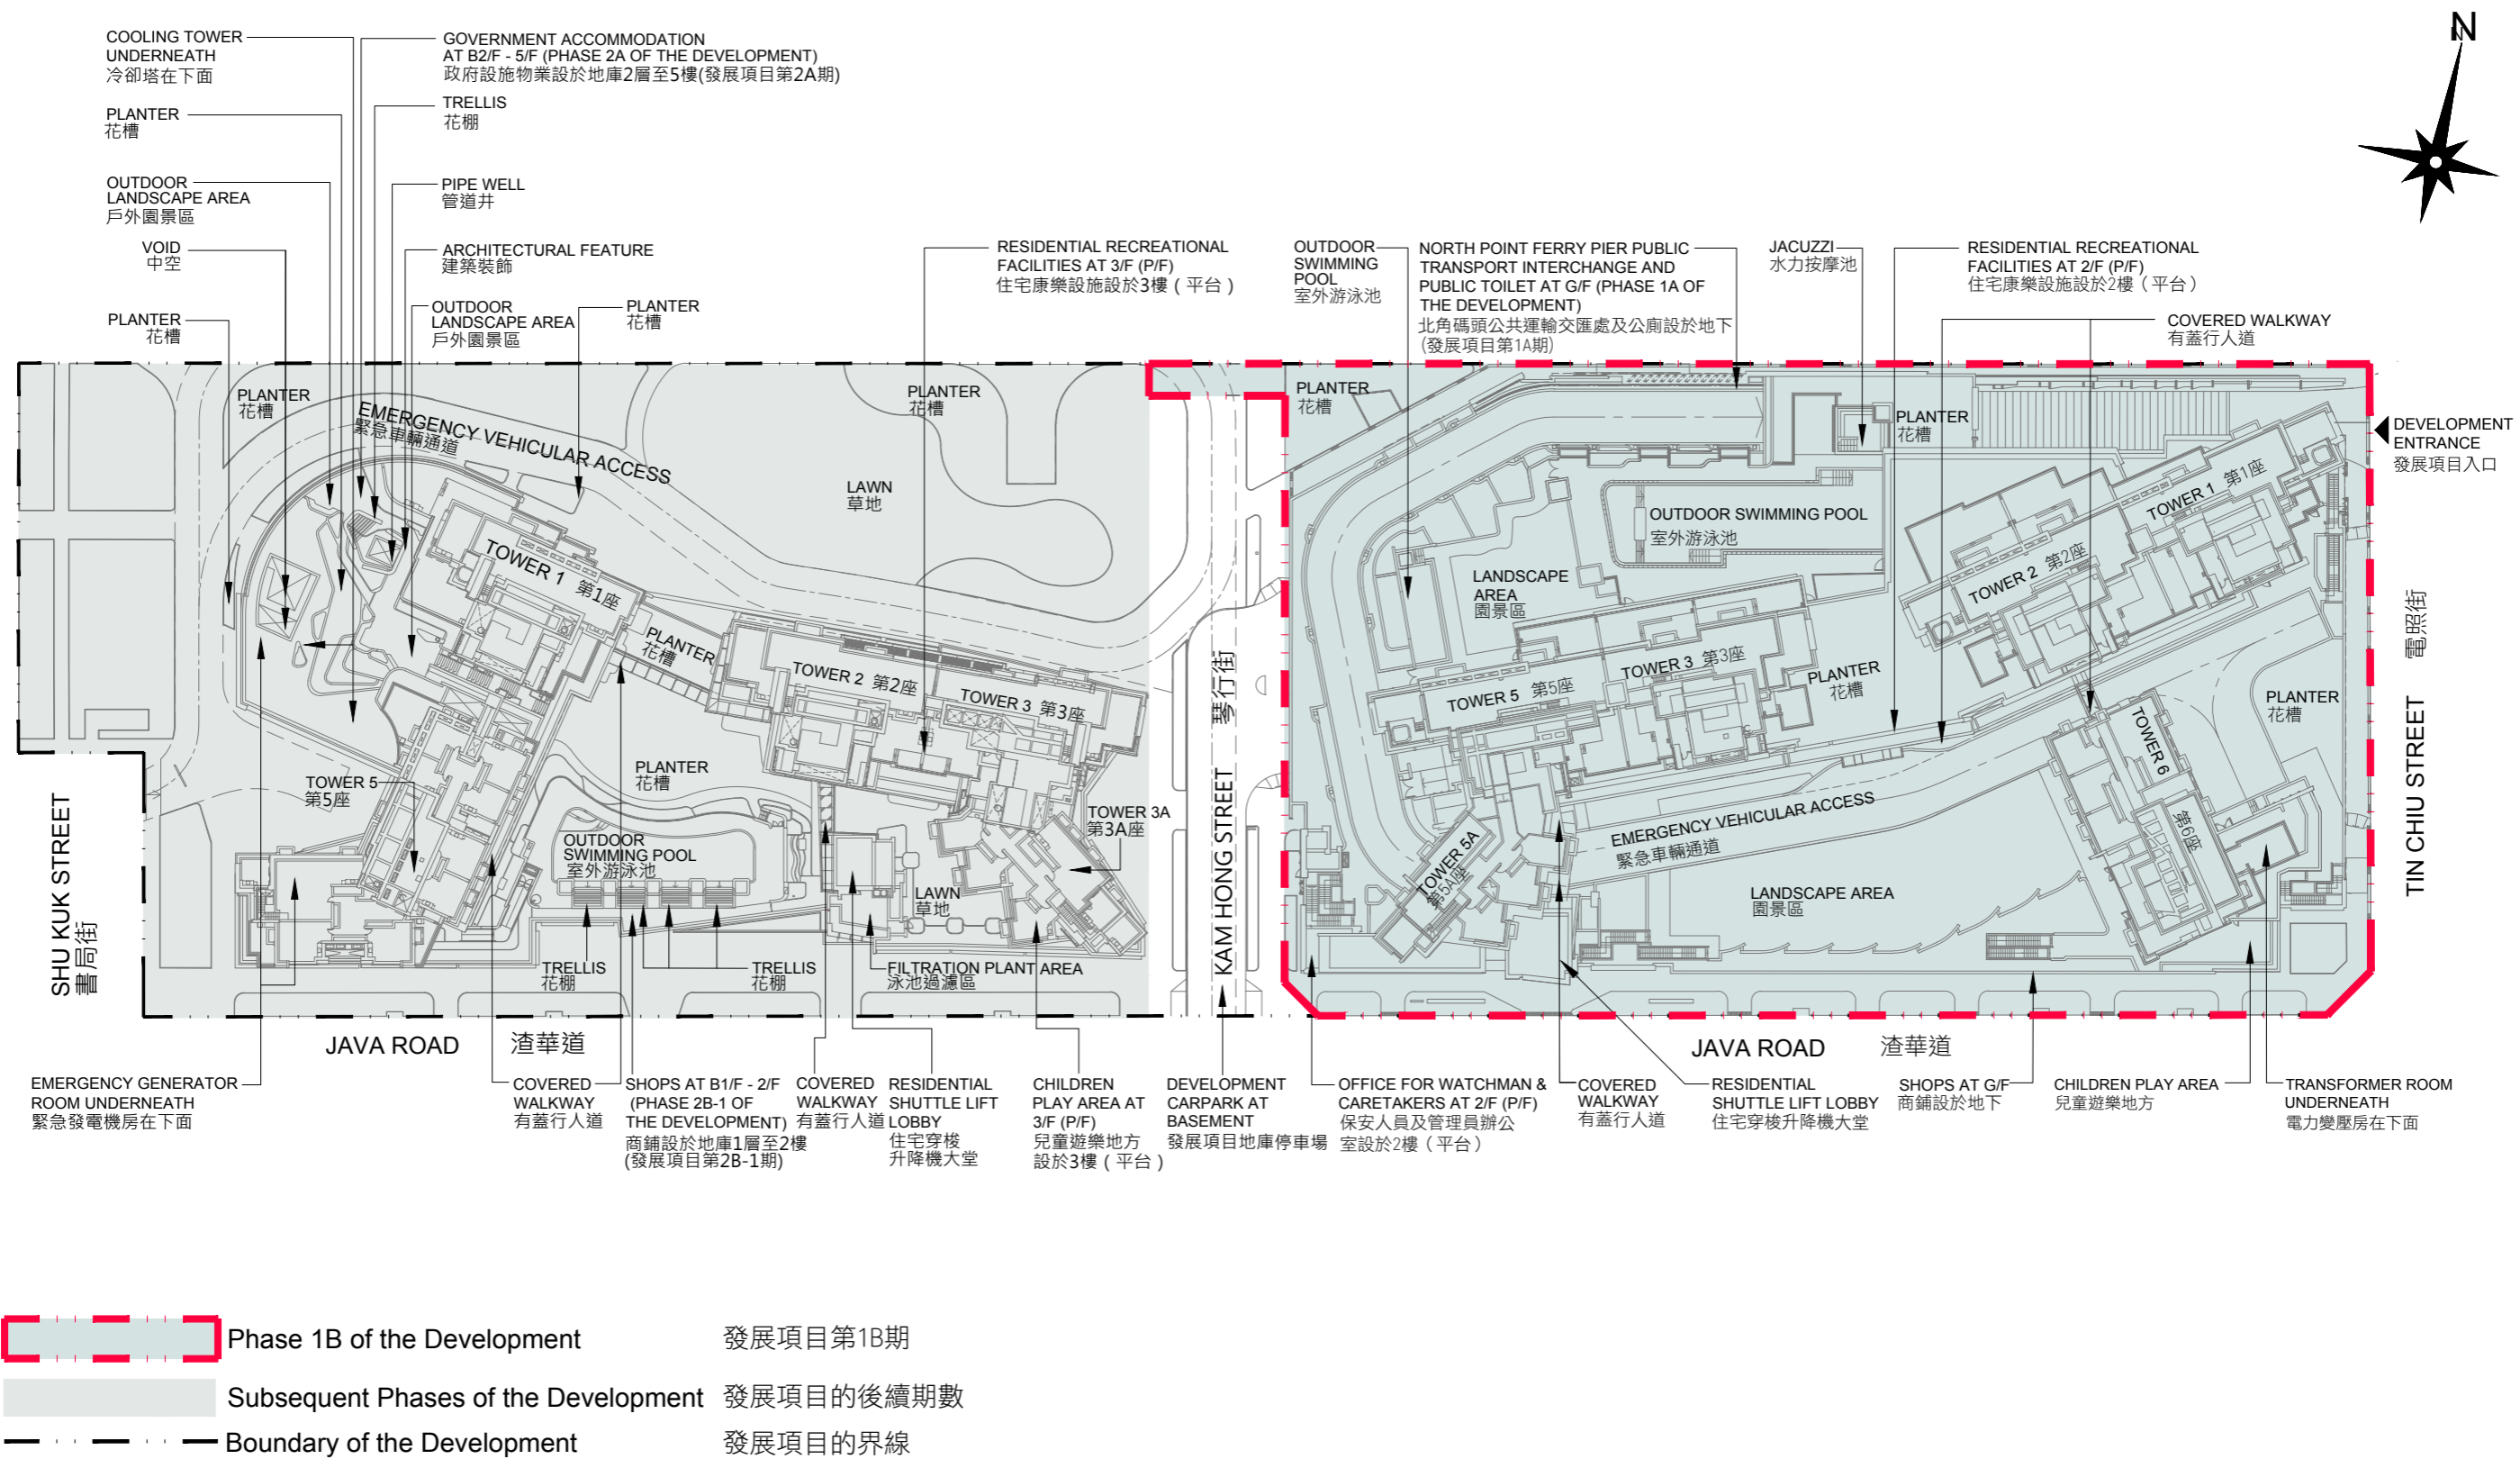 COOLING TOWER
UNDERNEATH
冷卻塔在下面
GOVERNMENT ACCOMMODATION
AT B2/F - 5/F (PHASE 2A OF THE DEVELOPMENT)
政府設施物業設於地庫2層至5樓(發展項目第2A期)
PLANTER
花槽
TRELLIS
花棚
OUTDOOR
LANDSCAPE AREA
戶外園景區
PIPE WELL
管道井
VOID
中空
ARCHITECTURAL FEATURE
建築裝飾
PLANTER
花槽
OUTDOOR
LANDSCAPE AREA
戶外園景區
PLANTER
花槽
RESIDENTIAL RECREATIONAL
FACILITIES AT 3/F (P/F)
住宅康樂設施設於3樓（平台）
OUTDOOR
SWIMMING
POOL
室外游泳池
NORTH POINT FERRY PIER PUBLIC
TRANSPORT INTERCHANGE AND
PUBLIC TOILET AT G/F (PHASE 1A OF
THE DEVELOPMENT)
北角碼頭公共運輸交匯處及公廁設於地下
(發展項目第1A期)
JACUZZI
水力按摩池
RESIDENTIAL RECREATIONAL
FACILITIES AT 2/F (P/F)
住宅康樂設施設於2樓（平台）
COVERED WALKWAY
有蓋行人道
N
DEVELOPMENT
ENTRANCE
發展項目入口
PLANTER
花槽
EMERGENCY VEHICULAR ACCESS
緊急車輛通道
PLANTER
花槽
LAWN
草地
TOWER 1 第1座
PLANTER
花槽
TOWER 2 第2座
TOWER 3 第3座
TOWER 5
第5座
PLANTER
花槽
OUTDOOR
SWIMMING POOL
室外游泳池
TOWER 3A
第3A座
LAWN
草地
TRELLIS
花棚
TRELLIS
花棚
FILTRATION PLANT AREA
泳池過濾區
SHU KUK STREET
書局街
KAM HONG STREET
琴行街
PLANTER
花槽
PLANTER
花槽
OUTDOOR SWIMMING POOL
室外游泳池
LANDSCAPE
AREA
園景區
TOWER 1 第1座
TOWER 2 第2座
TOWER 3 第3座
TOWER 5 第5座
PLANTER
花槽
TOWER 6
第6座
PLANTER
花槽
TOWER 5A
第5A座
EMERGENCY VEHICULAR ACCESS
緊急車輛通道
LANDSCAPE AREA
園景區
TIN CHIU STREET
電照街
JAVA ROAD 渣華道
JAVA ROAD 渣華道
EMERGENCY GENERATOR
ROOM UNDERNEATH
緊急發電機房在下面
COVERED
WALKWAY
有蓋行人道
SHOPS AT B1/F - 2/F
(PHASE 2B-1 OF
THE DEVELOPMENT)
商鋪設於地庫1層至2樓
(發展項目第2B-1期)
COVERED
WALKWAY
有蓋行人道
RESIDENTIAL
SHUTTLE LIFT
LOBBY
住宅穿梭
升降機大堂
CHILDREN
PLAY AREA AT
3/F (P/F)
兒童遊樂地方
設於3樓（平台）
DEVELOPMENT
CARPARK AT
BASEMENT
發展項目地庫停車場
OFFICE FOR WATCHMAN &
CARETAKERS AT 2/F (P/F)
保安人員及管理員辦公
室設於2樓（平台）
COVERED
WALKWAY
有蓋行人道
RESIDENTIAL
SHUTTLE LIFT LOBBY
住宅穿梭升降機大堂
SHOPS AT G/F
商鋪設於地下
CHILDREN PLAY AREA
兒童遊樂地方
TRANSFORMER ROOM
UNDERNEATH
電力變壓房在下面
Phase 1B of the Development 發展項目第1B期
Subsequent Phases of the Development 發展項目的後續期數
Boundary of the Development 發展項目的界線